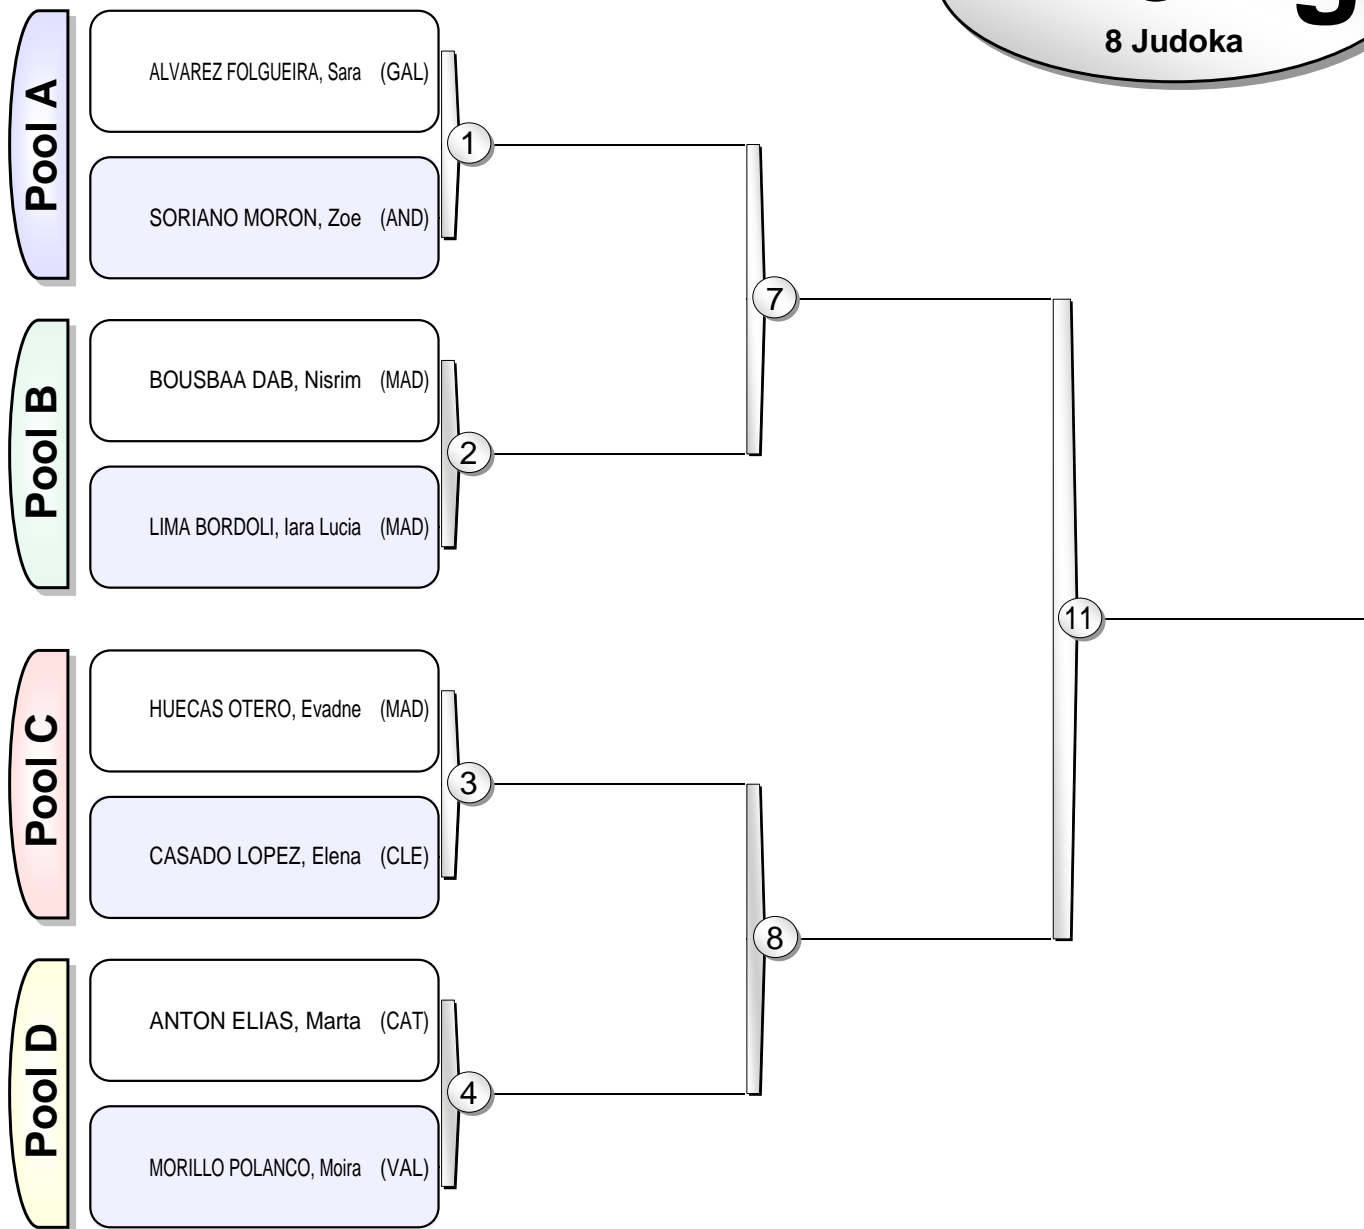 8 Judoka
Pool A
ALVAREZ FOLGUEIRA, Sara (GAL)
1
SORIANO MORON, Zoe (AND)
7
Pool B
BOUSBAA DAB, Nisrim (MAD)
2
LIMA BORDOLI, Iara Lucia (MAD)
11
Pool C
HUECAS OTERO, Evadne (MAD)
3
CASADO LOPEZ, Elena (CLE)
8
Pool D
ANTON ELIAS, Marta (CAT)
4
MORILLO POLANCO, Moira (VAL)